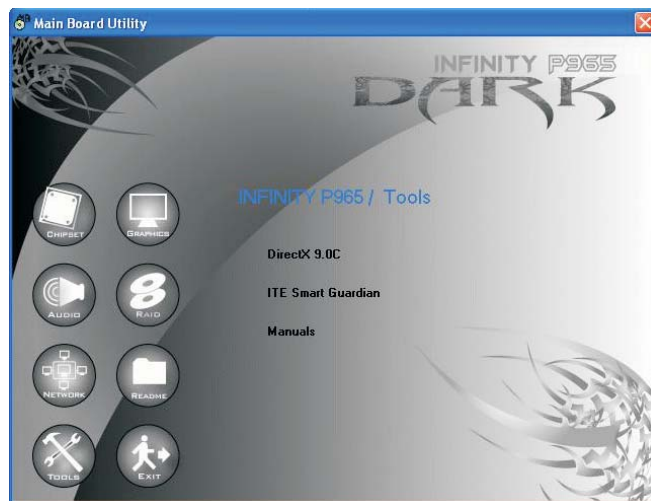 Main Board Utility
INFINITY P965
DARK
INFINITY P965 / Tools
CHIPSET
GRAPHICS
DirectX 9.0C
ITE Smart Guardian
AUDIO
RAID
Manuals
NETWORK
README
TOOLS
EXIT